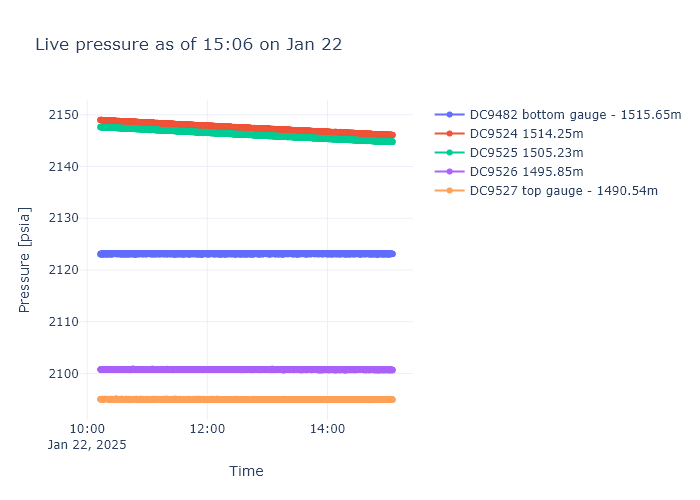 Live pressure as of 15:06 on Jan 22
DC9482 bottom gauge - 1515.65m
DC9524 1514.25m
DC9525 1505.23m
DC9526 1495.85m
DC9527 top gauge - 1490.54m
Pressure [psia]
2150
2140
2130
2120
2110
2100
10:00
12:00
14:00
Jan 22, 2025
Time